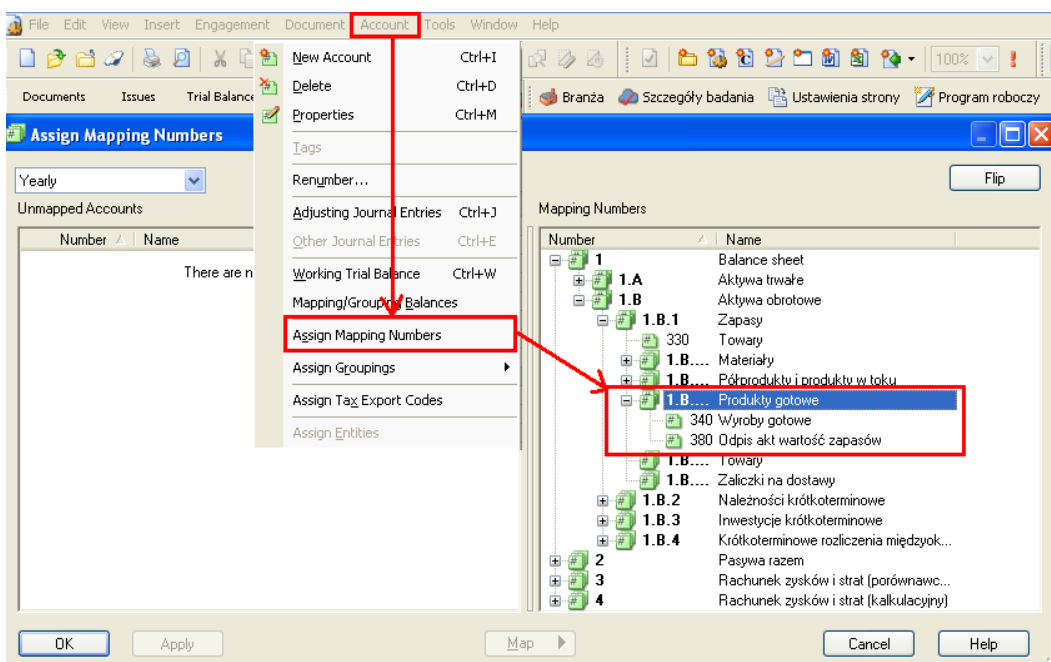 File Edit View Insert Engagement Document Account Tools Window Help
100%
Documents Issues Trial Balance Branża Szczegóły badania Ustawienia strony Program roboczy
New Account Ctrl+I
Delete Ctrl+D
Properties Ctrl+M
Tags
Renumber...
Adjusting Journal Entries Ctrl+J
Other Journal Entries Ctrl+E
Working Trial Balance Ctrl+W
Mapping/Grouping Balances
Assign Mapping Numbers
Assign Groupings
Assign Tax Export Codes
Assign Entities
Assign Mapping Numbers
Yearly
Flip
Unmapped Accounts
Number Name
There are n
Mapping Numbers
Number Name
1 Balance sheet
1.A Aktywa trwałe
1.B Aktywa obrotowe
1.B.1 Zapasy
330 Towary
1.B.... Materiały
1.B.... Półprodukty i produkty w toku
1.B.... Produkty gotowe
340 Wyroby gotowe
380 Odpis akt wartość zapasów
1.B.... Towary
1.B.... Zaliczki na dostawy
1.B.2 Należności krótkoterminowe
1.B.3 Inwestycje krótkoterminowe
1.B.4 Krótkoterminowe rozliczenia międzyok...
2 Pasywa razem
3 Rachunek zysków i strat (porównawc...
4 Rachunek zysków i strat (kalkulacyjny)
OK Apply Map Cancel Help